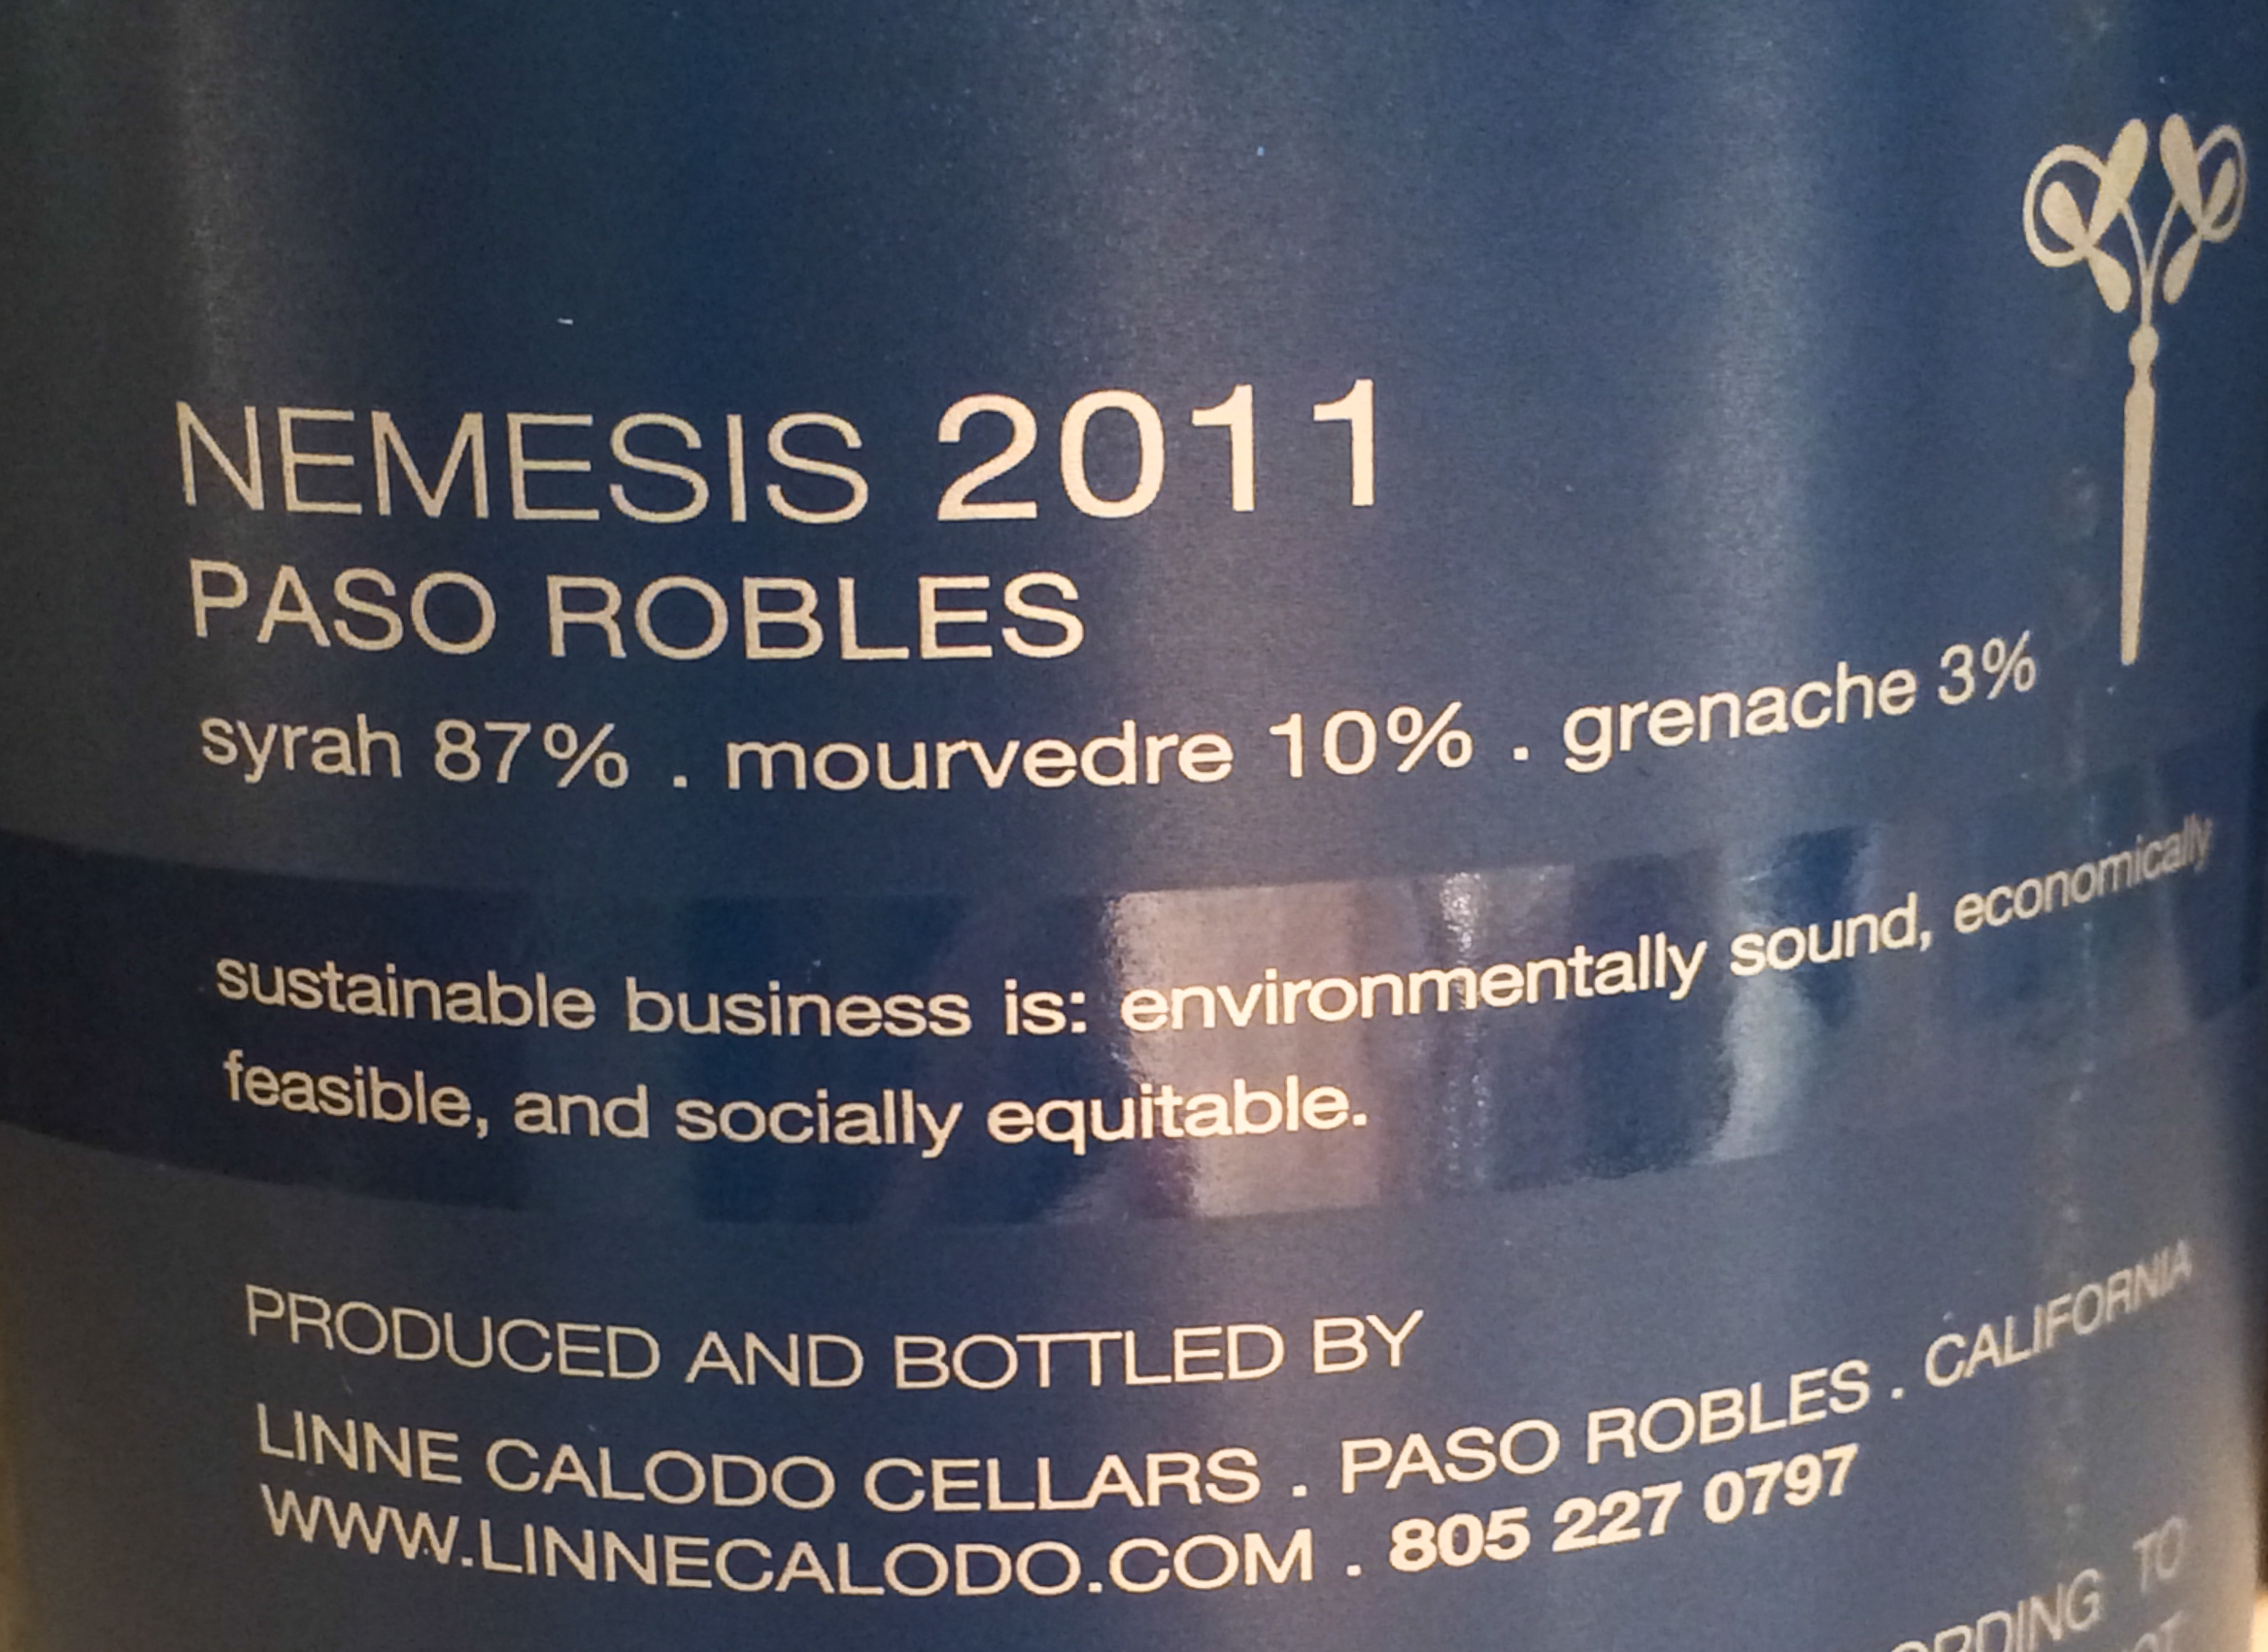 NEMESIS 2011
PASO ROBLES
syrah 87% . mourvedre 10% . grenache 3%
sustainable business is: environmentally sound, economically
feasible, and socially equitable.
PRODUCED AND BOTTLED BY
LINNE CALODO CELLARS . PASO ROBLES . CALIFORNIA
WWW.LINNECALODO.COM . 805 227 0797
TO